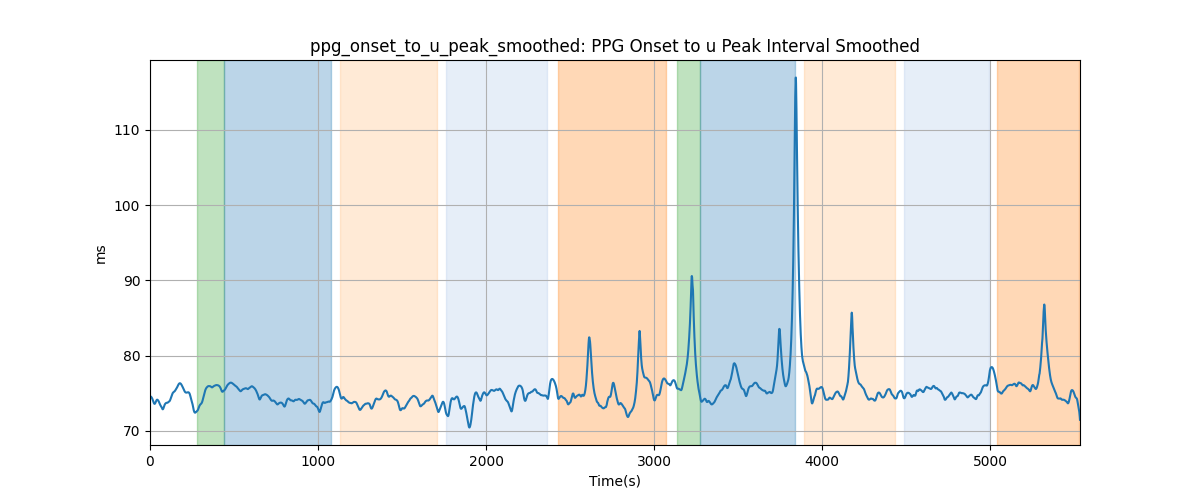 ppg_onset_to_u_peak_smoothed: PPG Onset to u Peak Interval Smoothed
110
100
90
80
70
ms
0 1000 2000 3000 4000 5000
Time(s)